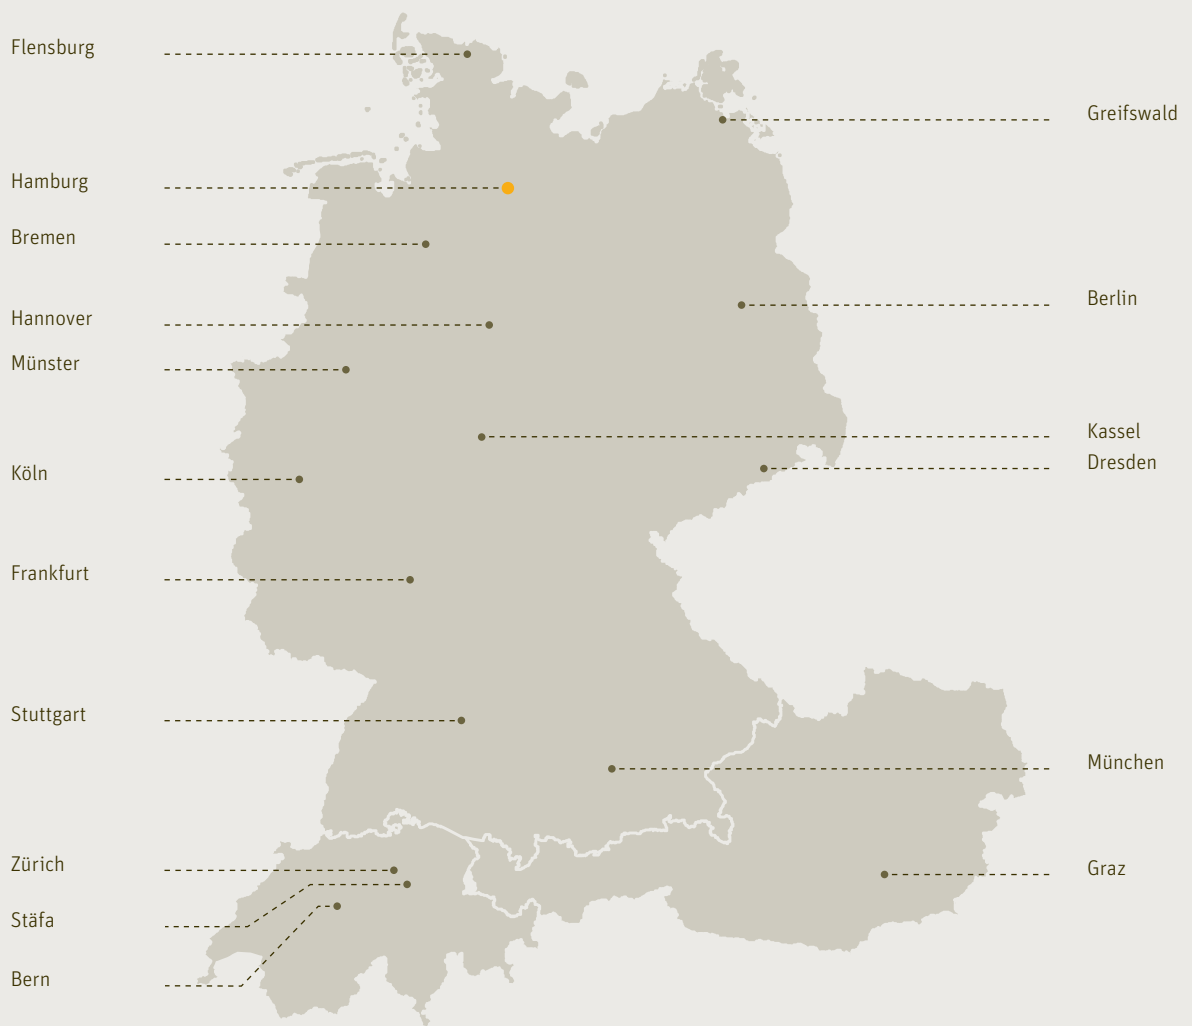 Flensburg
Hamburg
Bremen
Hannover
Münster
Köln
Frankfurt
Stuttgart
Zürich
Stäfa
Bern
Greifswald
Berlin
Kassel
Dresden
München
Graz